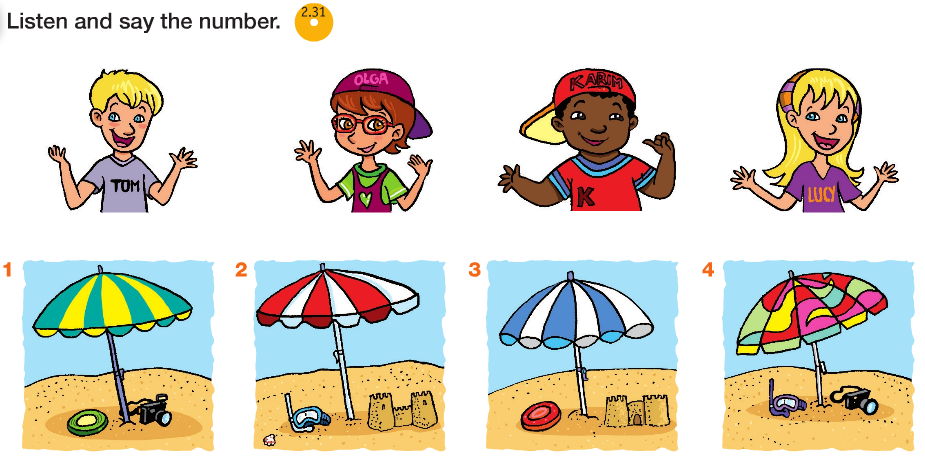 Listen and say the number. 2.31
TOM
OLGA
KARIM
K
LUCY
1 2 3 4